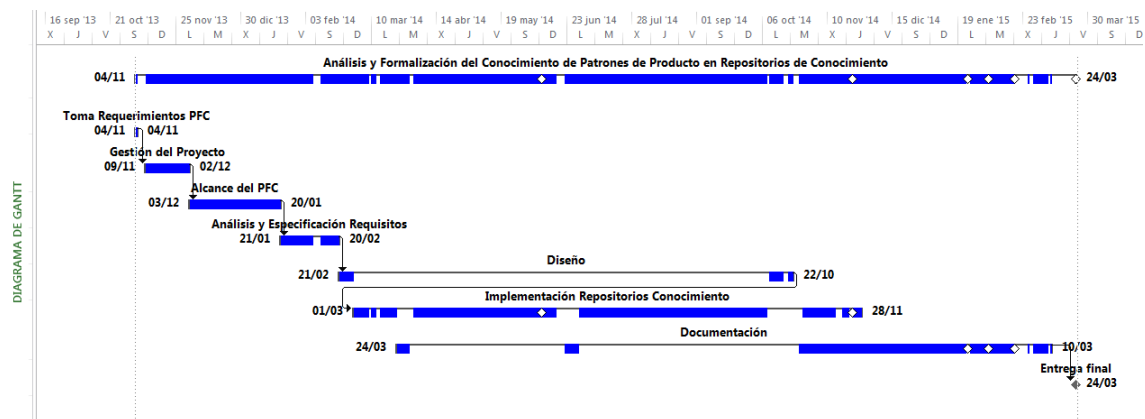 16 sep '13 21 oct '13 25 nov '13 30 dic '13 03 feb '14 10 mar '14 14 abr '14 19 may '14 23 jun '14 28 jul '14 01 sep '14 06 oct '14 10 nov '14 15 dic '14 19 ene '15 23 feb '15 30 mar '15
X J V S D L M X J V S D L M X J V S D L M X J V S D L M X J V S D
Análisis y Formalización del Conocimiento de Patrones de Producto en Repositorios de Conocimiento
04/11 24/03
Toma Requerimientos PFC
04/11 04/11
Gestión del Proyecto
09/11 02/12
Alcance del PFC
03/12 20/01
Análisis y Especificación Requisitos
21/01 20/02
Diseño
21/02 22/10
Implementación Repositorios Conocimiento
01/03 28/11
Documentación
24/03 10/03
Entrega final
24/03
DIAGRAMA DE GANTT